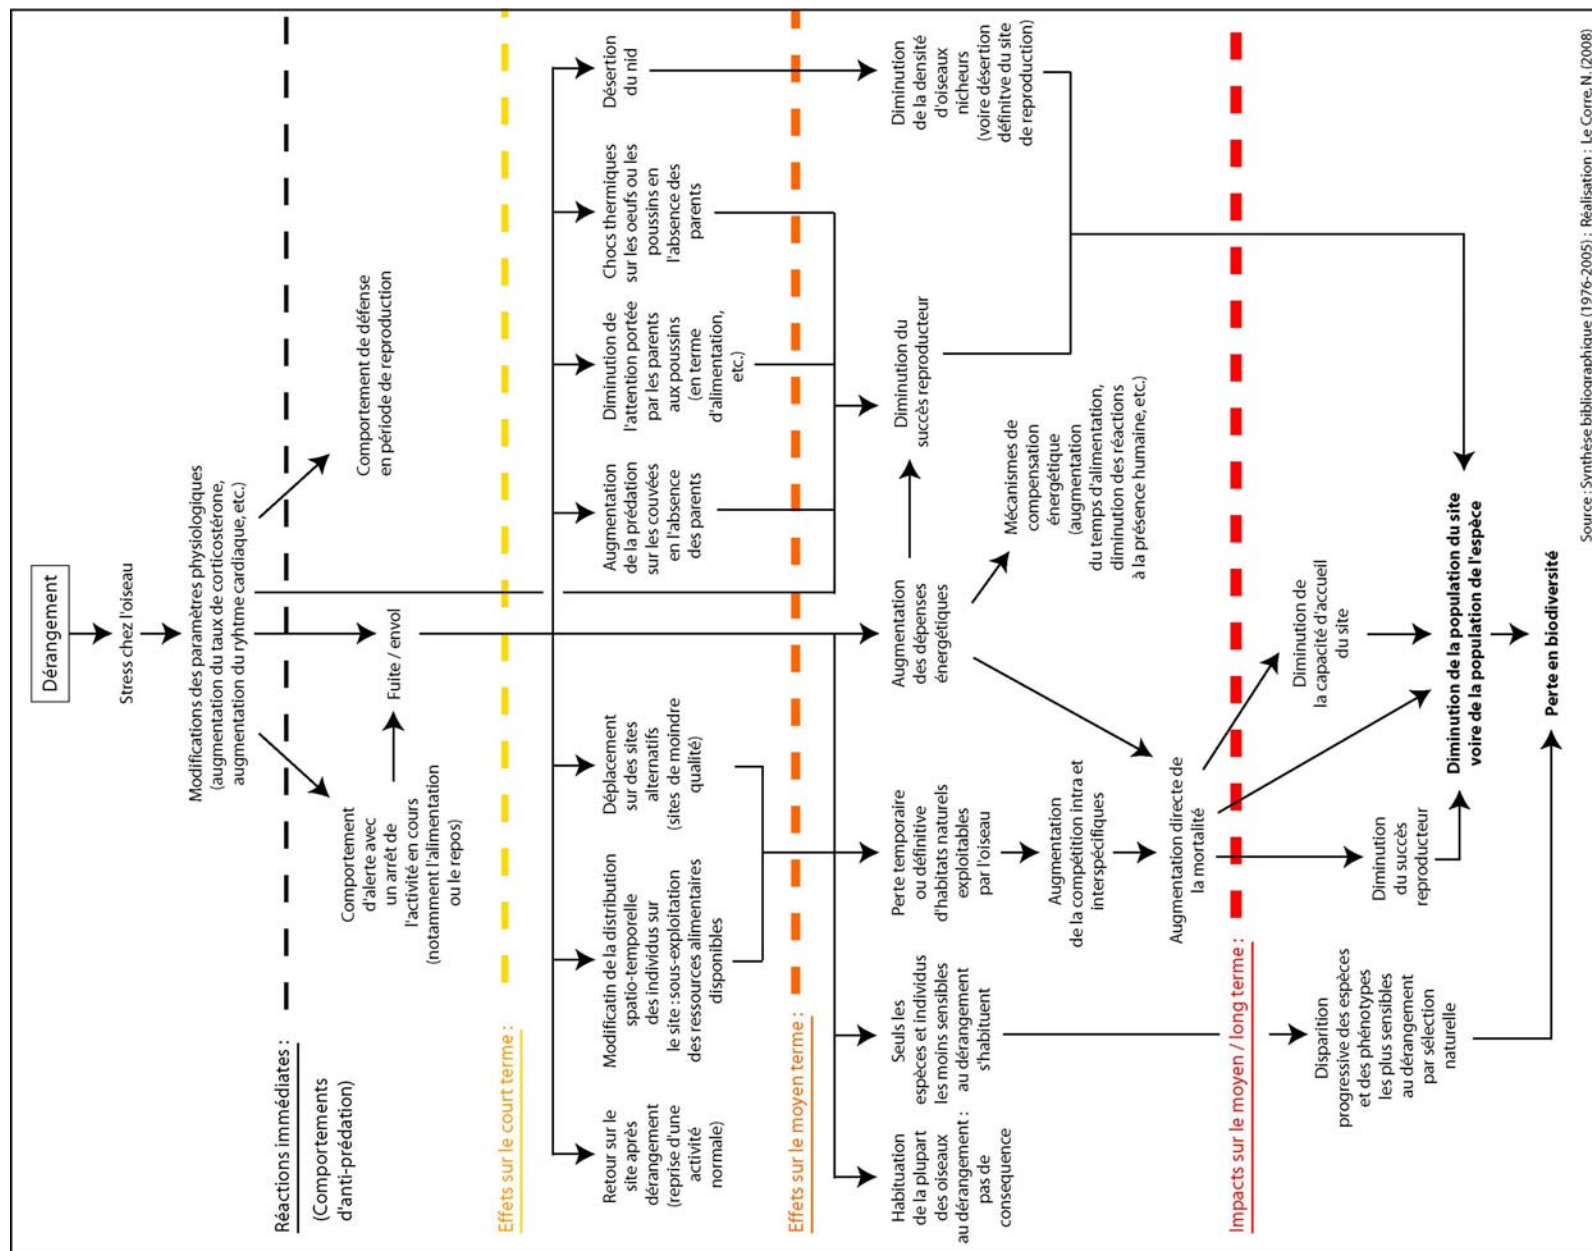 Dérangement
Stress chez l'oiseau
Modifications des paramètres physiologiques
(augmentation du taux de corticostérone,
augmentation du ryhtme cardiaque, etc.)
Réactions immédiates :
(Comportements
d'anti-prédation)
Comportement
d'alerte avec
un arrêt de
l'activité en cours
(notamment l'alimentation
ou le repos)
Fuite / envol
Comportement de défense
en période de reproduction
Effets sur le court terme :
Retour sur le
site après
dérangement
(reprise d'une
activité
normale)
Modificatin de la distribution
spatio-temporelle
des individus sur
le site : sous-exploitation
des ressources alimentaires
disponibles
Déplacement
sur des sites
alternatifs
(sites de moindre
qualité)
Augmentation
de la prédation
sur les couvées
en l'absence
des parents
Diminution de
l'attention portée
par les parents
aux poussins
(en terme
d'alimentation,
etc.)
Chocs thermiques
sur les oeufs ou les
poussins en
l'absence des
parents
Désertion
du nid
Effets sur le moyen terme :
Habituation
de la plupart
des oiseaux
au dérangement :
pas de
consequence
Seuls les
espèces et individus
les moins sensibles
au dérangement
s'habituent
Perte temporaire
ou définitive
d'habitats naturels
exploitables
par l'oiseau
Augmentation
de la compétition intra et
interspécifiques
Augmentation directe de
la mortalité
Augmentation
des dépenses
énergétiques
Mécanismes de
compensation
énergétique
(augmentation
du temps d'alimentation,
diminution des réactions
à la présence humaine, etc.)
Diminution du
succès reproducteur
Diminution
de la densité
d'oiseaux
nicheurs
(voire désertion
définitve du site
de reproduction)
Impacts sur le moyen / long terme :
Disparition
progressive des espèces
et des phénotypes
les plus sensibles
au dérangement
par sélection
naturelle
Diminution
du succès
reproducteur
Diminution de
la capacité d'accueil
du site
Diminution de la population du site
voire de la population de l'espèce
Perte en biodiversité
Source : Synthèse bibliographique (1976-2005) ; Réalisation : Le Corre, N. (2008)